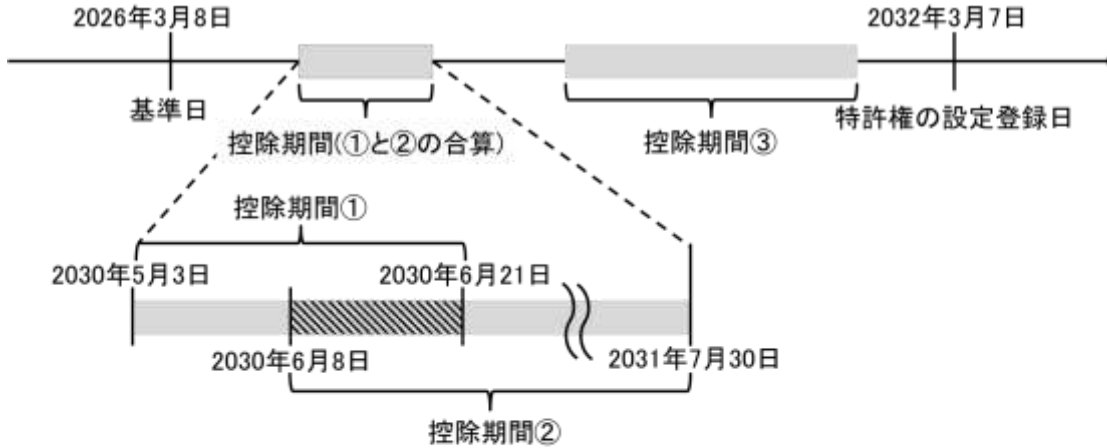 2026年3月8日
2032年3月7日
基準日
特許権の設定登録日
控除期間(①と②の合算)
控除期間③
控除期間①
2030年5月3日
2030年6月21日
2030年6月8日
2031年7月30日
控除期間②